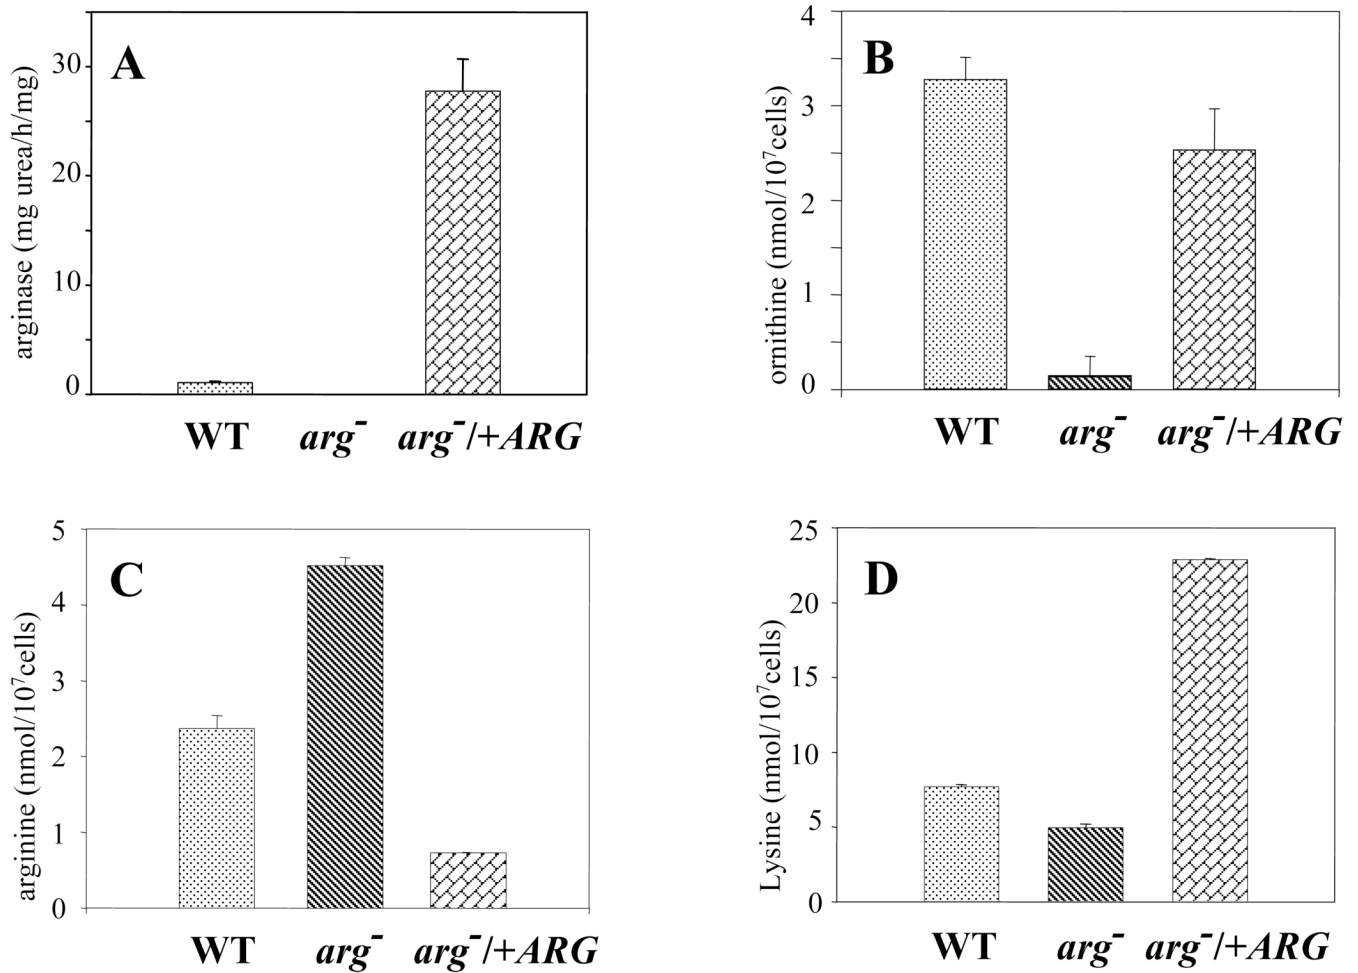 A
arginase (mg urea/h/mg)
30
20
10
0
WT arg⁻ arg⁻/+ARG
B
ornithine (nmol/10⁷cells)
4
3
2
1
0
WT arg⁻ arg⁻/+ARG
C
arginine (nmol/10⁷cells)
5
4
3
2
1
0
WT arg⁻ arg⁻/+ARG
D
Lysine (nmol/10⁷cells)
25
20
15
10
5
0
WT arg⁻ arg⁻/+ARG